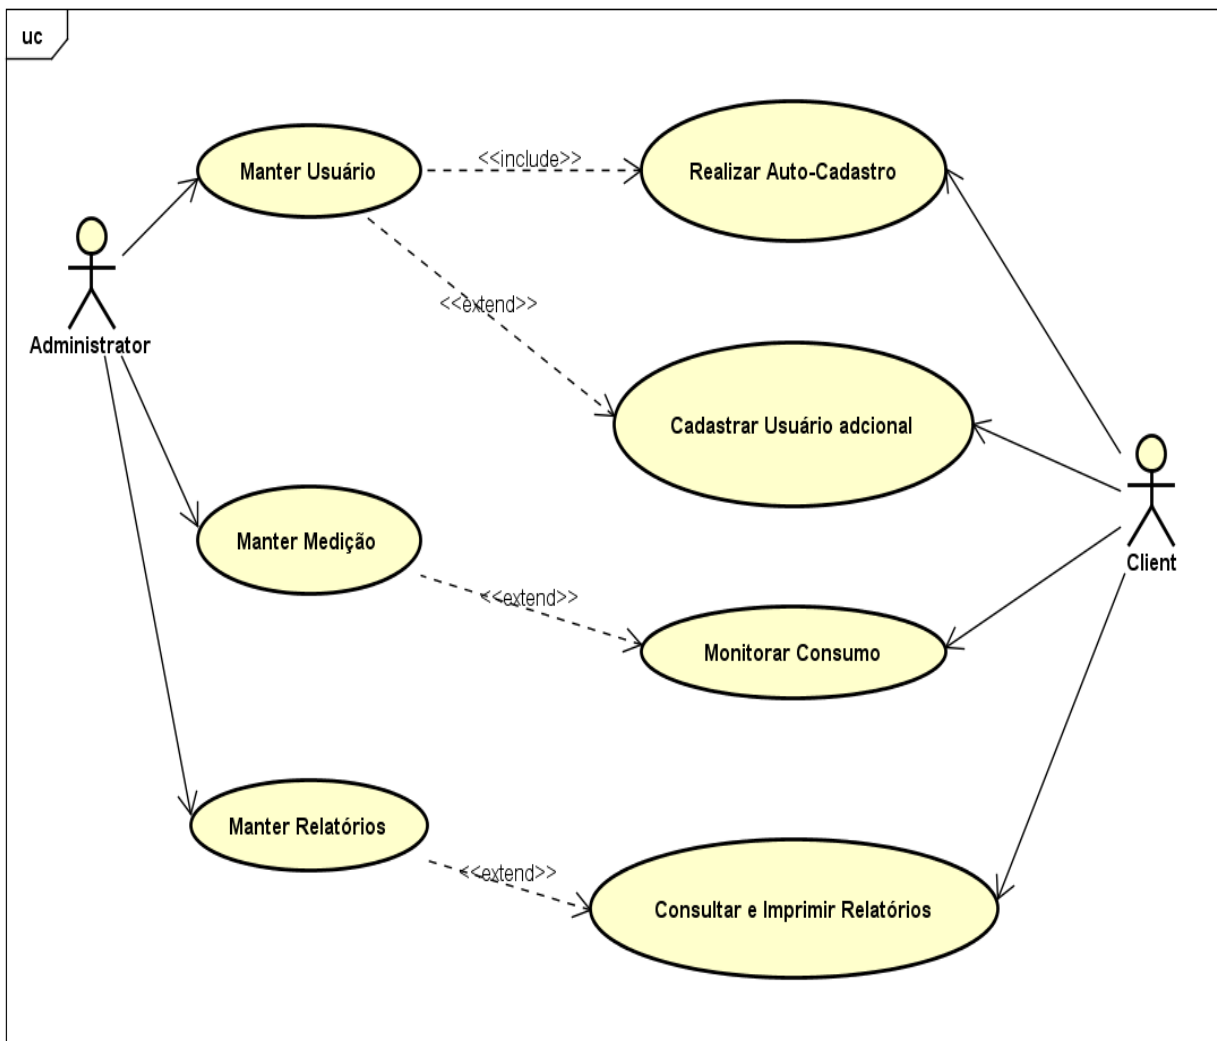 uc
Manter Usuário
<<include>>
Realizar Auto-Cadastro
<<extend>>
Administrator
Cadastrar Usuário adcional
Manter Medição
Client
<<extend>>
Monitorar Consumo
Manter Relatórios
<<extend>>
Consultar e Imprimir Relatórios